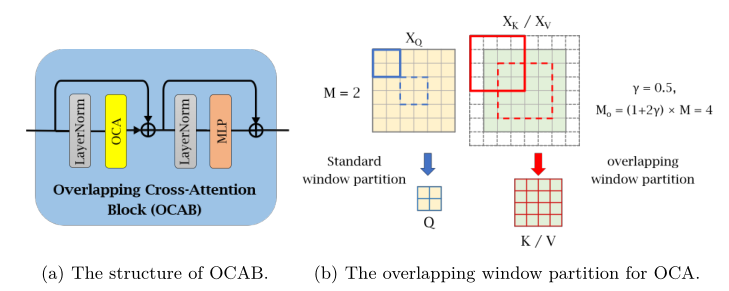 LayerNorm
OCA
LayerNorm
MLP
Overlapping Cross-Attention
Block (OCAB)
(a) The structure of OCAB.
X_Q
X_K / X_V
M = 2
γ = 0.5,
M_o = (1+2γ) × M = 4
Standard
window partition
overlapping
window partition
Q
K / V
(b) The overlapping window partition for OCA.